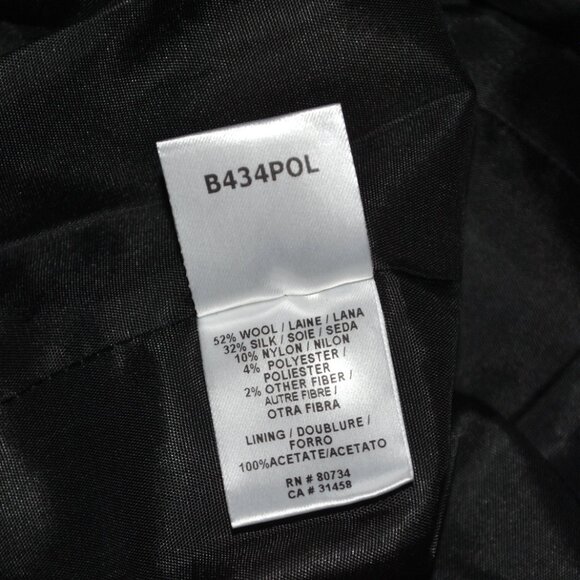 B434POL
52% WOOL / LAINE / LANA
32% SILK / SOIE / SEDA
10% NYLON / NILON
4% POLYESTER /
POLIESTER
2% OTHER FIBER /
AUTRE FIBRE /
OTRA FIBRA
LINING / DOUBLURE /
FORRO
100%ACETATE/ACETATO
RN # 80734
CA # 31458